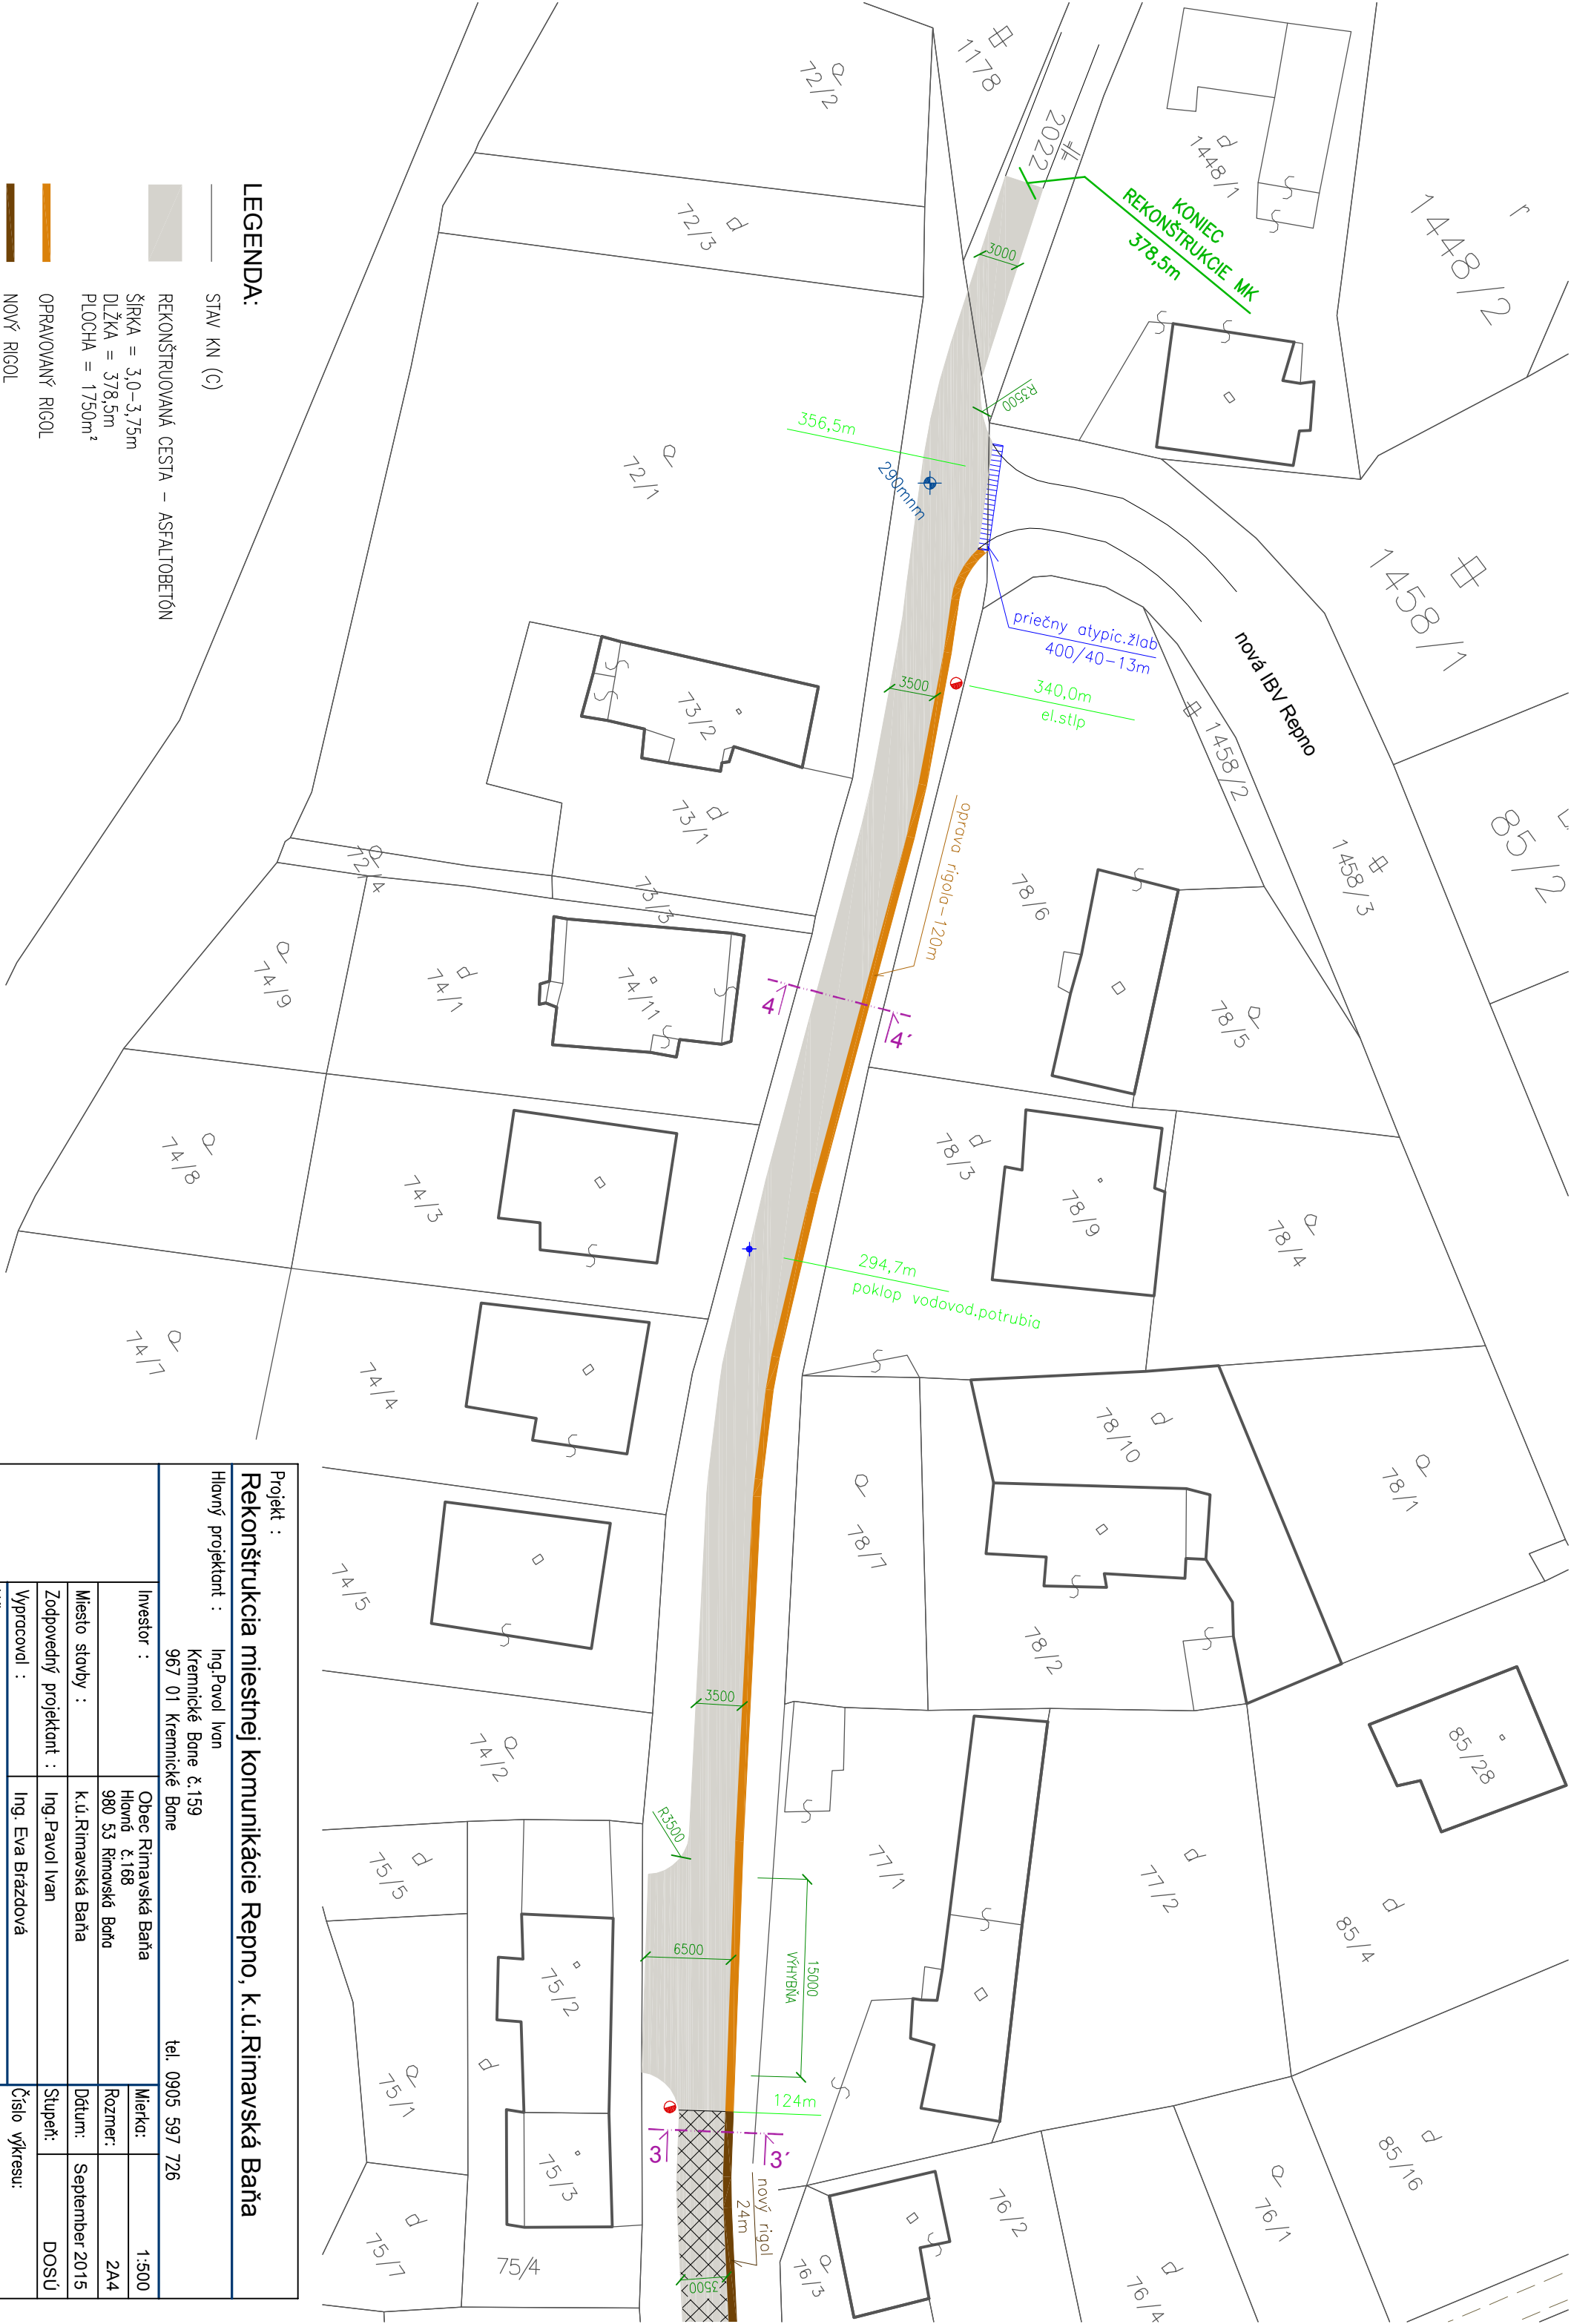 LEGENDA:
STAV KN (C)
REKONŠTRUOVANÁ CESTA - ASFALTOBETÓN
ŠÍRKA = 3,0-3,75m
DĹŽKA = 378,5m
PLOCHA = 1750m²
OPRAVOVANÝ RIGOL
NOVÝ RIGOL
Projekt :
Rekonštrukcia miestnej komunikácie Repno, k.ú.Rimavská Baňa
Hlavný projektant :
Ing.Pavol Ivan
Kremnické Bane č.159
967 01 Kremnické Bane
tel. 0905 597 726
Investor :
Obec Rimavská Baňa
Hlavná č.168
980 53 Rimavská Baňa
Miesto stavby :
k.ú.Rimavská Baňa
Zodpovedný projektant :
Ing.Pavol Ivan
Vypracoval :
Ing. Eva Brázdová
Mierka:
1:500
Rozmer:
2A4
Dátum:
September 2015
Stupeň:
DOSÚ
Číslo výkresu:
KONIEC
REKONŠTRUKCIE MK
378,5m
3000
R3500
356,5m
290mnm
priečny atypic.žlab
400/40-13m
nová IBV Repno
3500
340,0m
el.stĺp
oprava rigola-120m
4
4´
294,7m
poklop vodovod.potrubia
3500
R3500
6500
15000
VÝHYBŇA
124m
3
3´
nový rigol
24m
3500
2022
1178
72/2
72/3
72/1
72/4
73/2
73/1
73/3
74/11
74/1
74/9
74/8
74/3
74/7
74/4
74/5
74/2
75/5
75/2
75/1
75/3
75/7
75/4
1448/1
1448/2
1458/1
1458/2
1458/3
85/2
78/6
78/5
78/3
78/9
78/4
78/10
78/1
78/7
78/2
85/28
77/1
77/2
85/4
85/16
76/2
76/1
76/3
76/4